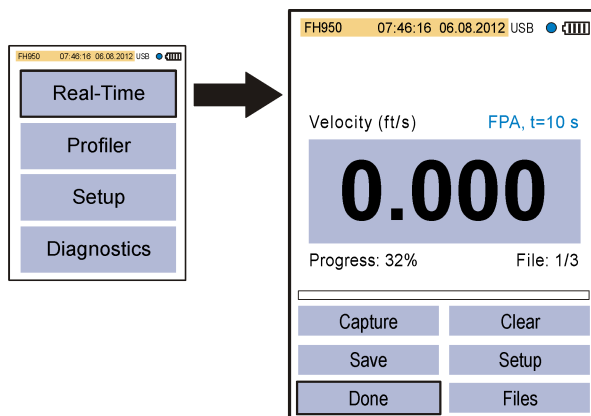 FH950 07:46:16 06.08.2012 USB
Real-Time
Profiler
Setup
Diagnostics
FH950 07:46:16 06.08.2012 USB
Velocity (ft/s) FPA, t=10 s
0.000
Progress: 32% File: 1/3
Capture Clear
Save Setup
Done Files